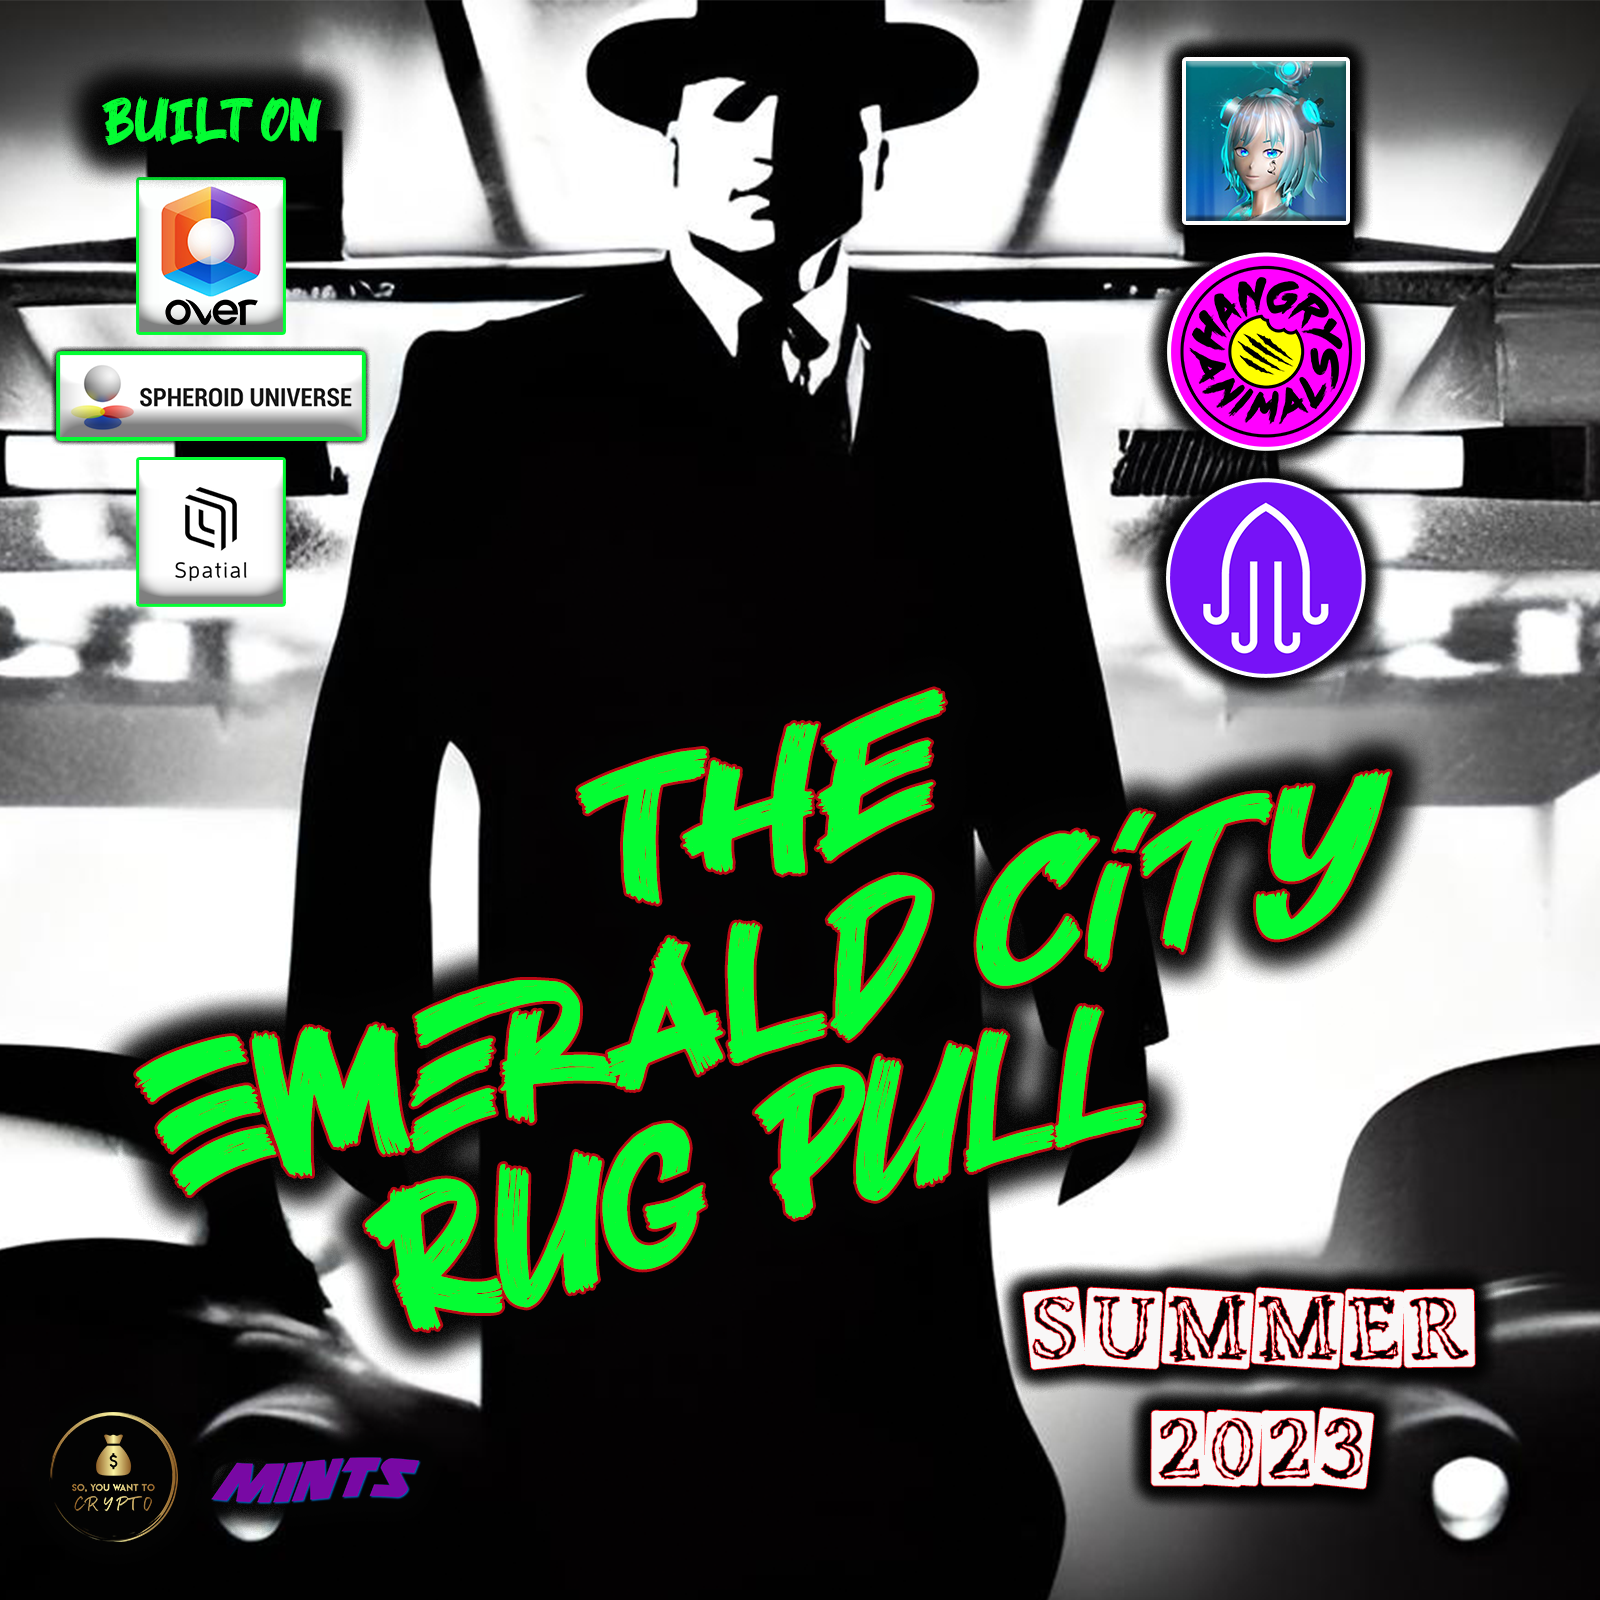 BUILT ON
over
SPHEROID UNIVERSE
Spatial
HANGRY
ANIMALS
THE
EMERALD CITY
RUG PULL
SUMMER
2023
$
SO, YOU WANT TO
CRYPTO
MINTS